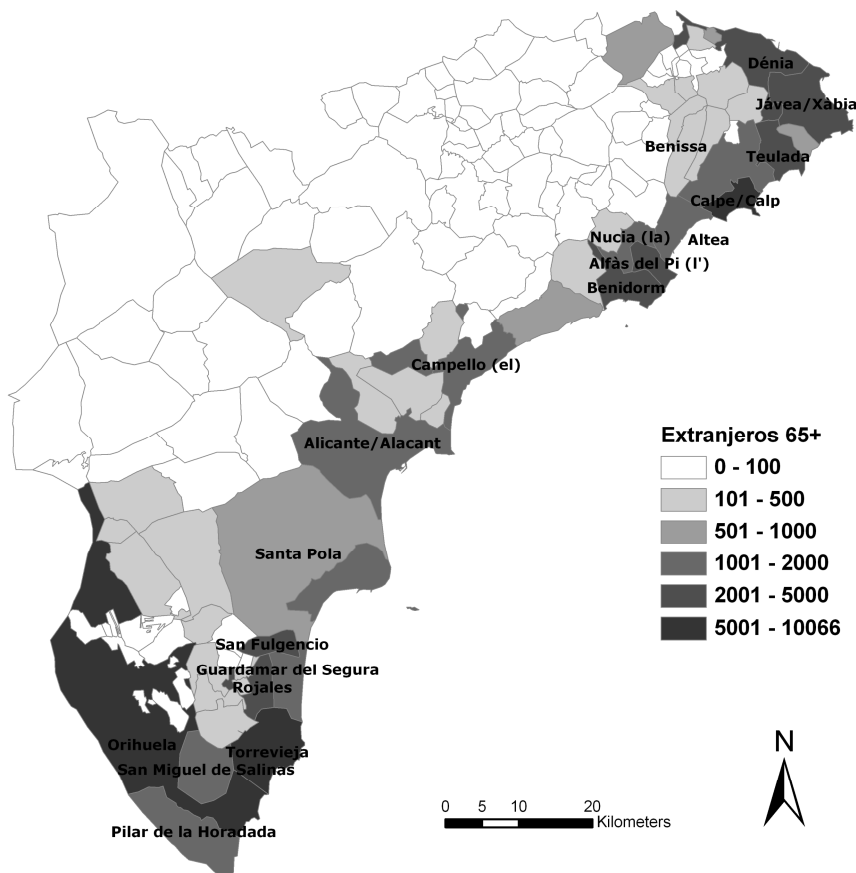 Dénia
Jávea/Xàbia
Benissa
Teulada
Calpe/Calp
Nucia (la)
Altea
Alfàs del Pi (l')
Benidorm
Campello (el)
Alicante/Alacant
Extranjeros 65+
0 - 100
101 - 500
501 - 1000
1001 - 2000
2001 - 5000
5001 - 10066
Santa Pola
San Fulgencio
Guardamar del Segura
Rojales
Orihuela
Torrevieja
San Miguel de Salinas
Pilar de la Horadada
N
0 5 10 20
Kilometers